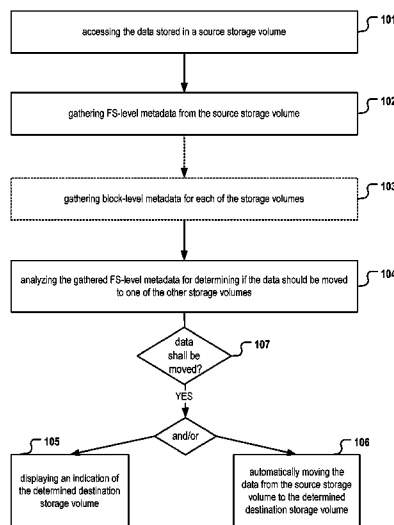 101
accessing the data stored in a source storage volume
102
gathering FS-level metadata from the source storage volume
103
gathering block-level metadata for each of the storage volumes
104
analyzing the gathered FS-level metadata for determining if the data should be moved
to one of the other storage volumes
107
data
shall be
moved?
YES
and/or
105
displaying an indication of
the determined destination
storage volume
106
automatically moving the
data from the source storage
volume to the determined
destination storage volume